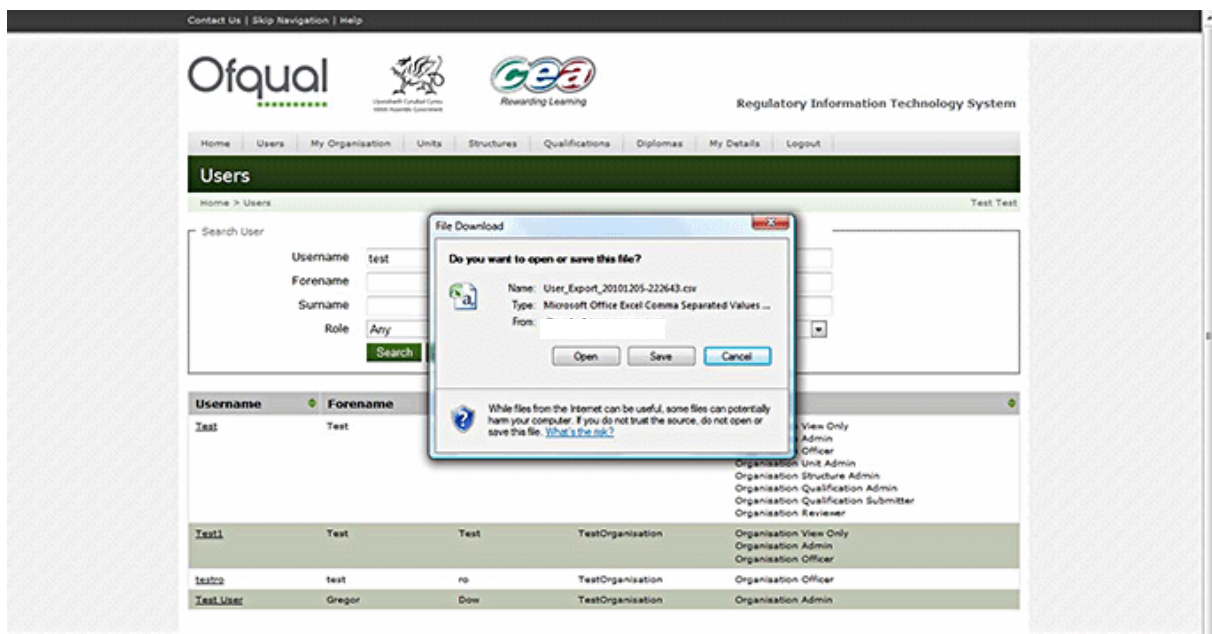 Contact Us | Skip Navigation | Help
Ofqual
cea
Rewarding Learning
Regulatory Information Technology System
Home Users My Organisation Units Structures Qualifications Diplomas My Details Logout
Users
Home > Users Test Test
Search User
Username test
Forename
Surname
Role Any
Search
File Download
Do you want to open or save this file?
Name: User_Export_20101205-222643.csv
Type: Microsoft Office Excel Comma Separated Values ...
From:
Open Save Cancel
While files from the Internet can be useful, some files can potentially
harm your computer. If you do not trust the source, do not open or
save this file. What's the risk?
Username Forename
Test Test View Only
Admin
Officer
Organisation Unit Admin
Organisation Structure Admin
Organisation Qualification Admin
Organisation Qualification Submitter
Organisation Reviewer
Test1 Test Test TestOrganisation Organisation View Only
Organisation Admin
Organisation Officer
testro test ro TestOrganisation Organisation Officer
Test User Gregor Dow TestOrganisation Organisation Admin